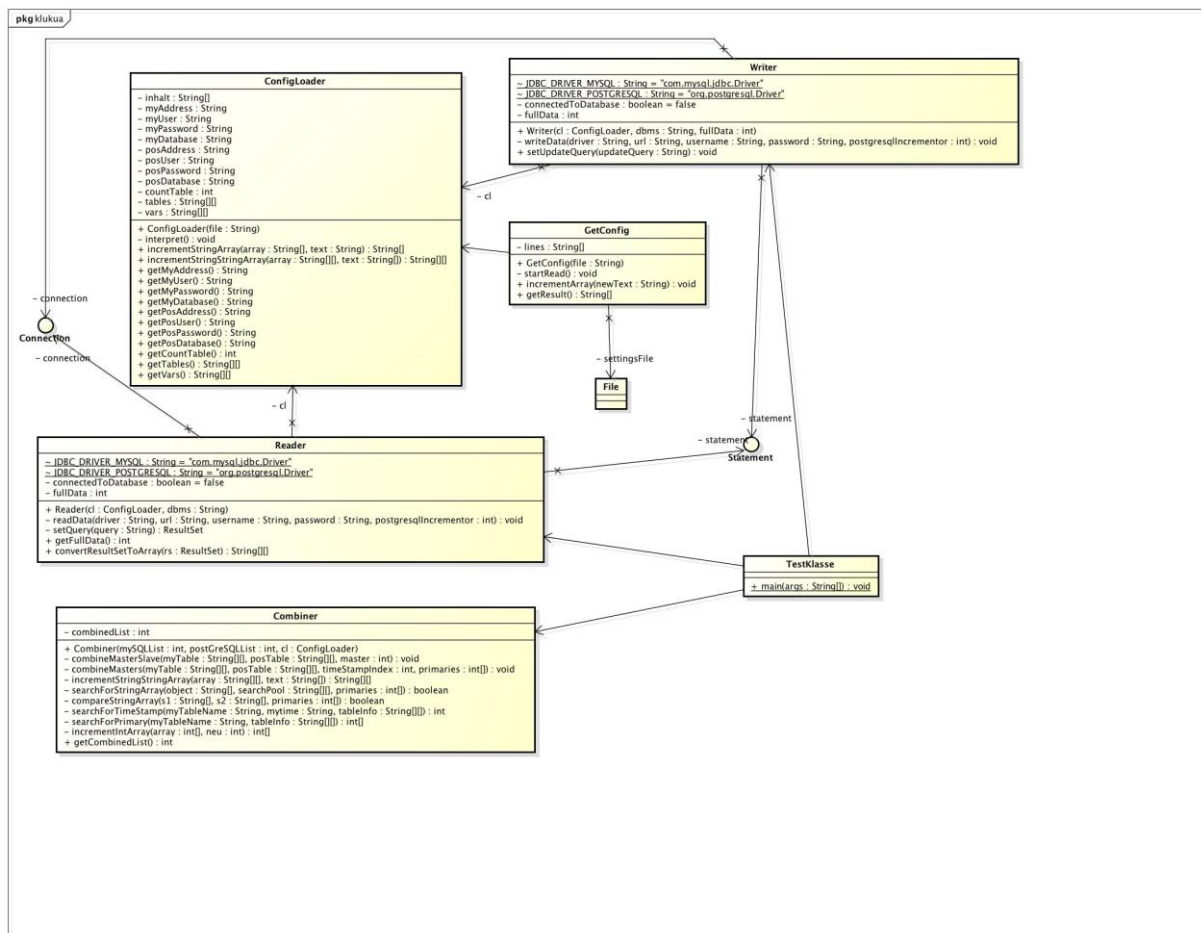 pkg klukua
Writer
~ JDBC_DRIVER_MYSQL : String = "com.mysql.jdbc.Driver"
~ JDBC_DRIVER_POSTGRESQL : String = "org.postgresql.Driver"
- connectedToDatabase : boolean = false
- fullData : int
+ Writer(cl : ConfigLoader, dbms : String, fullData : int)
- writeData(driver : String, url : String, username : String, password : String, postgresqlIncrementor : int) : void
+ setUpdateQuery(updateQuery : String) : void
ConfigLoader
- inhalt : String[]
- myAddress : String
- myUser : String
- myPassword : String
- myDatabase : String
- posAddress : String
- posUser : String
- posPassword : String
- posDatabase : String
- countTable : int
- tables : String[][]
- vars : String[][]
+ ConfigLoader(file : String)
- interpret() : void
+ incrementStringArray(array : String[], text : String) : String[]
+ incrementStringStringArray(array : String[][], text : String[]) : String[][]
+ getMyAddress() : String
+ getMyUser() : String
+ getMyPassword() : String
+ getMyDatabase() : String
+ getPosAddress() : String
+ getPosUser() : String
+ getPosPassword() : String
+ getPosDatabase() : String
+ getCountTable() : int
+ getTables() : String[][]
+ getVars() : String[][]
- cl
GetConfig
- lines : String[]
+ GetConfig(file : String)
- startRead() : void
+ incrementArray(newText : String) : void
+ getResult() : String[]
- connection
Connection
- connection
- settingsFile
File
- cl
- statement
- statement
Statement
Reader
~ JDBC_DRIVER_MYSQL : String = "com.mysql.jdbc.Driver"
~ JDBC_DRIVER_POSTGRESQL : String = "org.postgresql.Driver"
- connectedToDatabase : boolean = false
- fullData : int
+ Reader(cl : ConfigLoader, dbms : String)
- readData(driver : String, url : String, username : String, password : String, postgresqlIncrementor : int) : void
- setQuery(query : String) : ResultSet
+ getFullData() : int
+ convertResultSetToArray(rs : ResultSet) : String[][]
TestKlasse
+ main(args : String[]) : void
Combiner
- combinedList : int
+ Combiner(mySQLList : int, postGreSQLList : int, cl : ConfigLoader)
- combineMasterSlave(myTable : String[][], posTable : String[][], master : int) : void
- combineMasters(myTable : String[][], posTable : String[][], timeStampIndex : int, primaries : int[]) : void
- incrementStringStringArray(array : String[][], text : String[]) : String[][]
- searchForStringArray(object : String[], searchPool : String[][], primaries : int[]) : boolean
- compareStringArray(s1 : String[], s2 : String[], primaries : int[]) : boolean
- searchForTimeStamp(myTableName : String, mytime : String, tableInfo : String[][]) : int
- searchForPrimary(myTableName : String, tableInfo : String[][]) : int[]
- incrementIntArray(array : int[], neu : int) : int[]
+ getCombinedList() : int